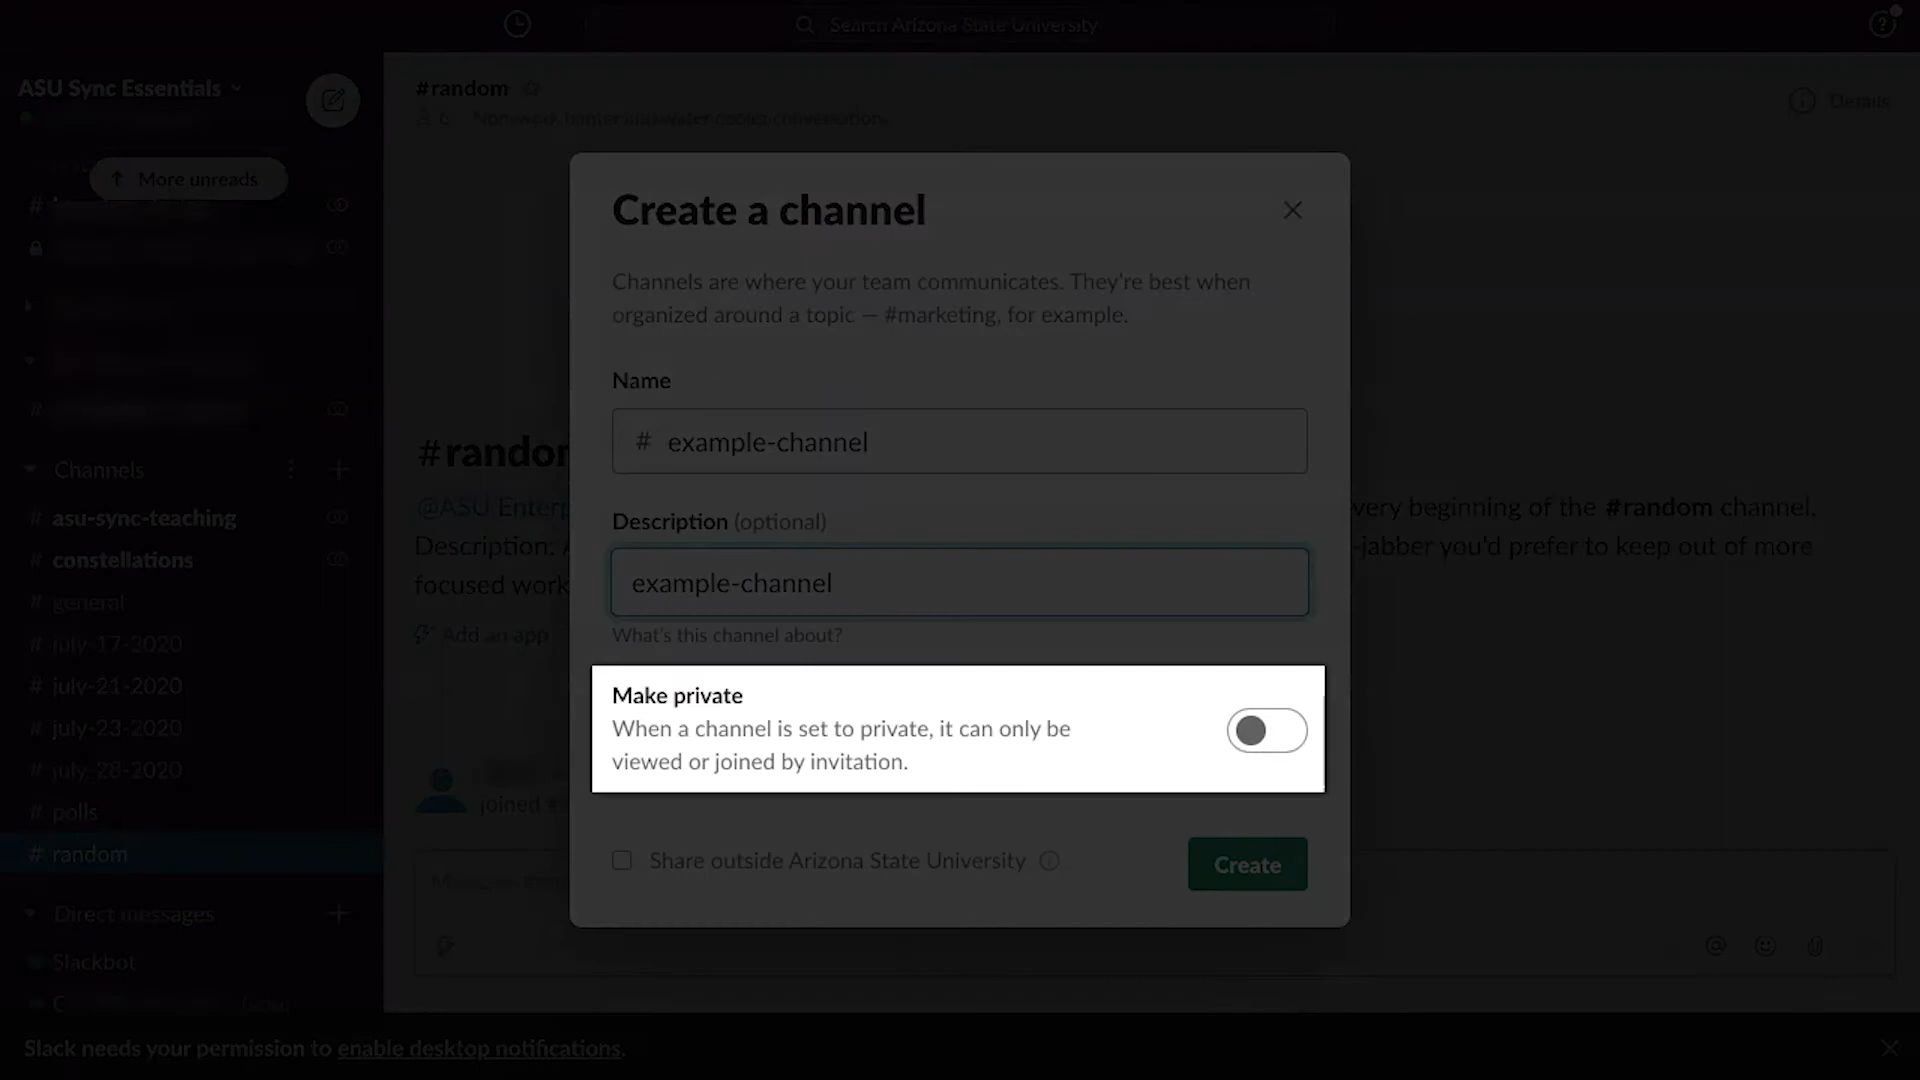 Search Arizona State University
ASU Sync Essentials
#random
Details
6 Non-work banter and water cooler conversation
More unreads
Create a channel
Channels are where your team communicates. They're best when
organized around a topic — #marketing, for example.
Name
# example-channel
Description (optional)
example-channel
What's this channel about?
Make private
When a channel is set to private, it can only be
viewed or joined by invitation.
Share outside Arizona State University
Create
Channels
# asu-sync-teaching
# constellations
# general
# july-17-2020
# july-21-2020
# july-23-2020
# july-28-2020
# polls
# random
Direct messages
Slackbot
#random
@ASU Enterp
very beginning of the #random channel.
Description:
-jabber you'd prefer to keep out of more
focused work
Add an app
joined #
Slack needs your permission to enable desktop notifications.